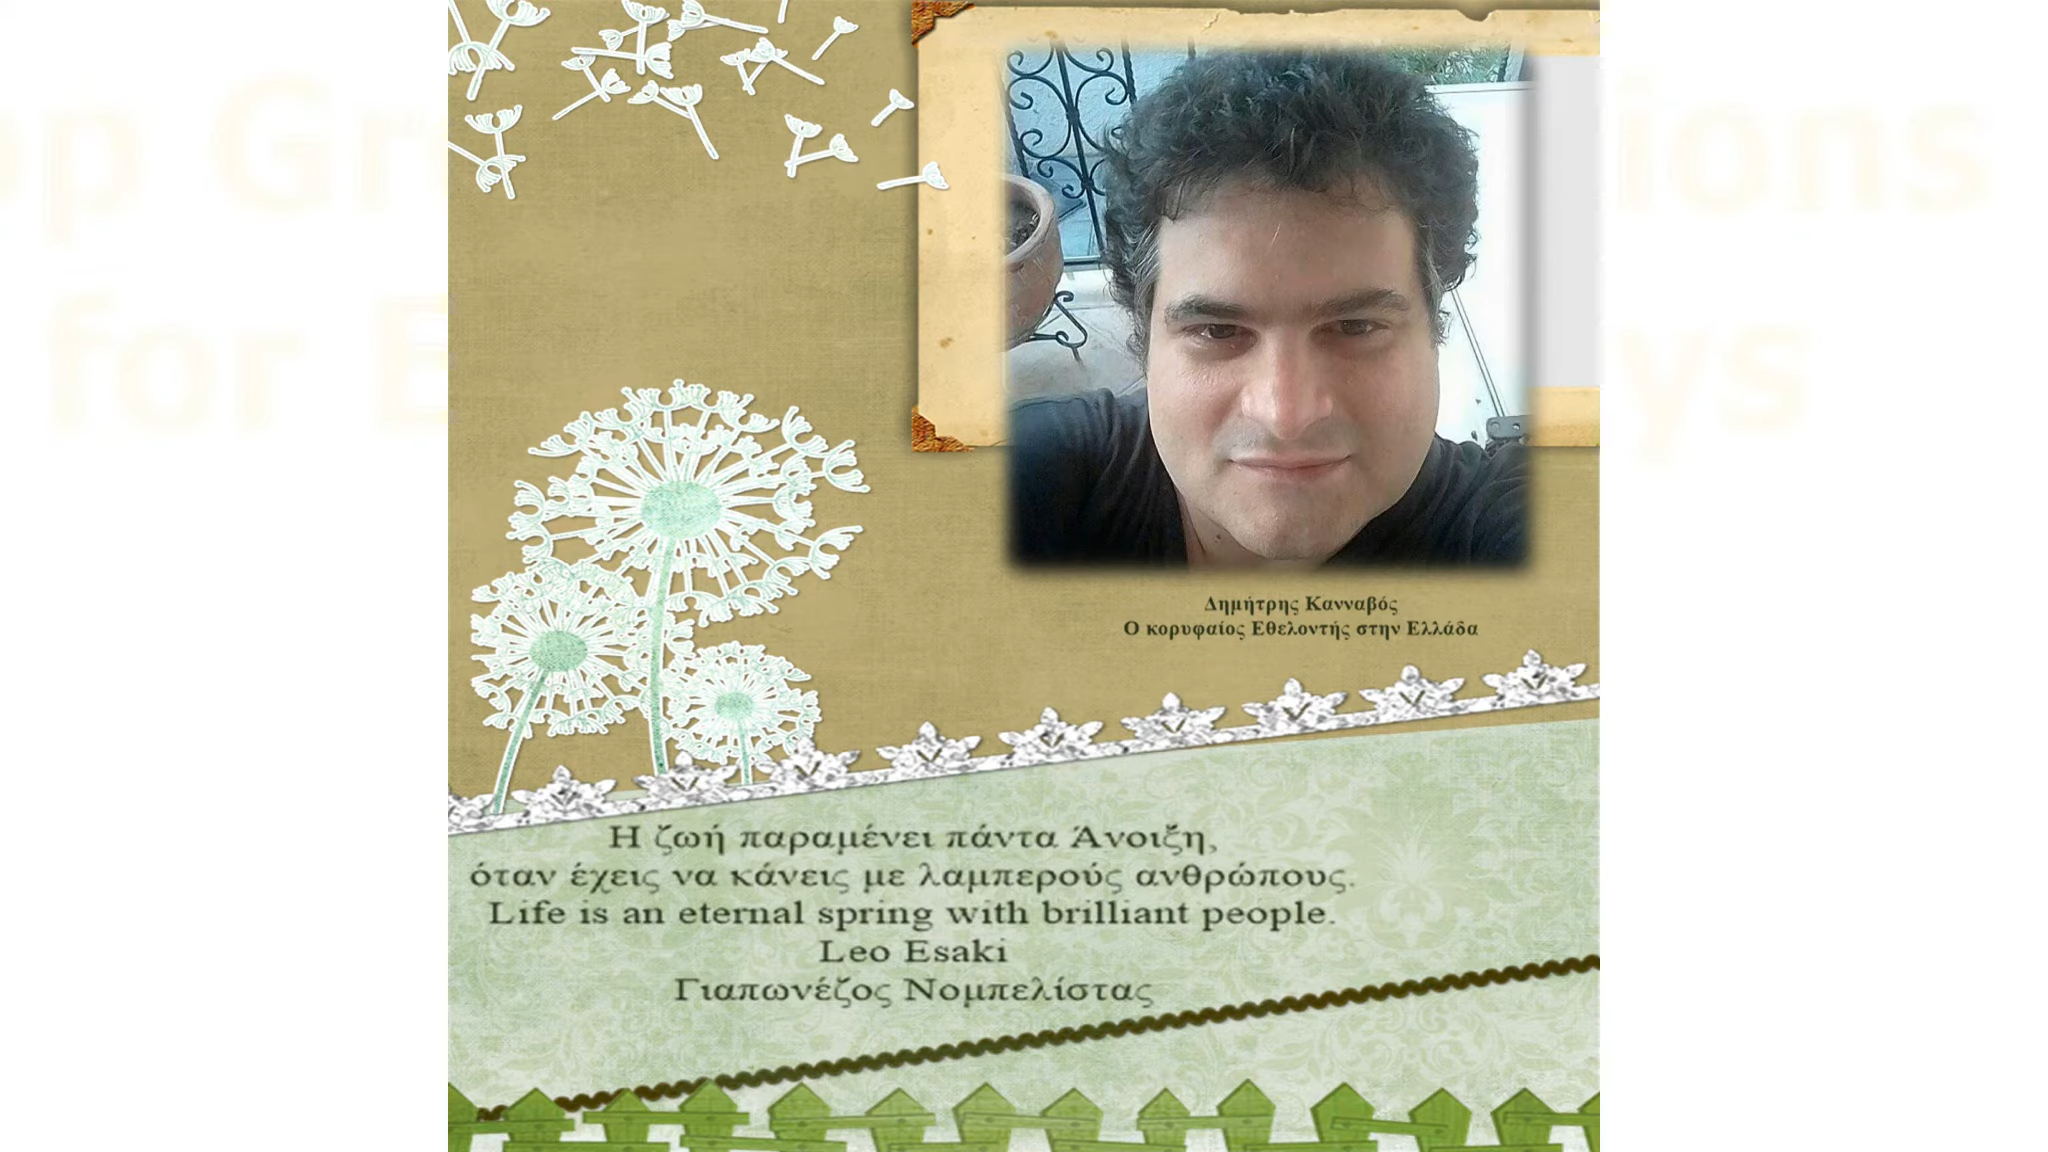 Δημήτρης Κανναβός
Ο κορυφαίος Εθελοντής στην Ελλάδα
Η ζωή παραμένει πάντα Άνοιξη,
όταν έχεις να κάνεις με λαμπερούς ανθρώπους.
Life is an eternal spring with brilliant people.
Leo Esaki
Γιαπωνέζος Νομπελίστας
for